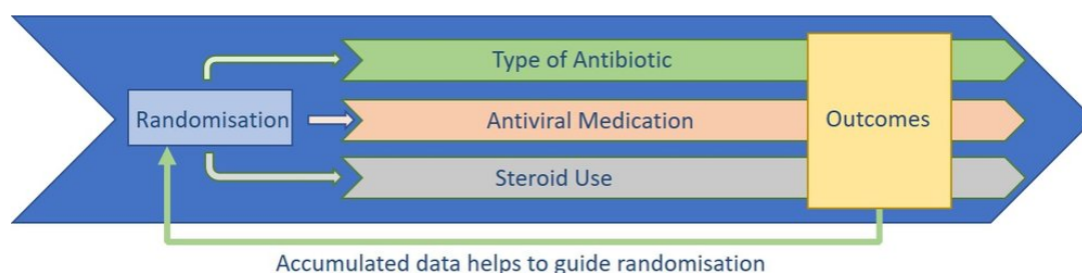 Type of Antibiotic
Randomisation
Antiviral Medication
Outcomes
Steroid Use
Accumulated data helps to guide randomisation